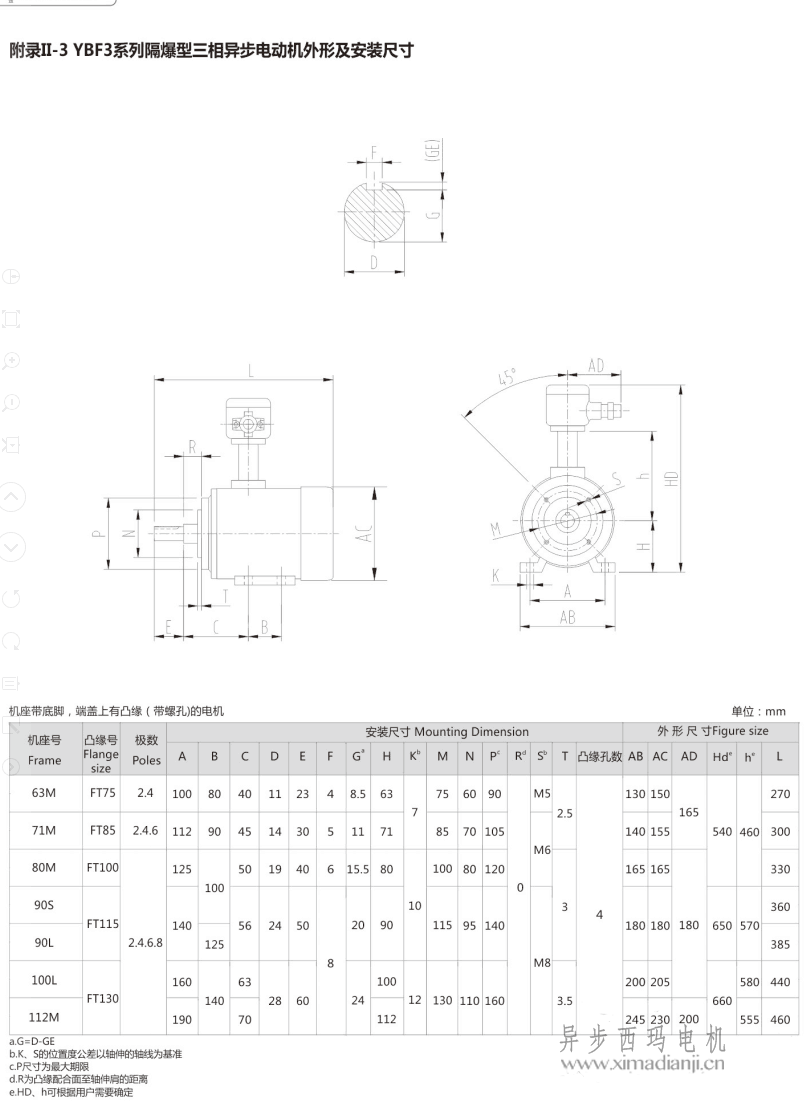 附录II-3 YBF3系列隔爆型三相异步电动机外形及安装尺寸
F
(GE)
G
D
L
R
P
N
AC
T
E
C
B
45°
AD
S
h
HD
M
H
K
A
AB
机座带底脚，端盖上有凸缘（带螺孔)的电机
单位：mm
机座号 Frame
凸缘号 Flange size
极数 Poles
安装尺寸 Mounting Dimension
外 形 尺 寸Figure size
A B C D E F Gª H Kᵇ M N Pᶜ Rᵈ Sᵇ T 凸缘孔数 AB AC AD Hdᵉ hᵉ L
63M FT75 2.4 100 80 40 11 23 4 8.5 63 75 60 90 M5 130 150 270
7 2.5 165
71M FT85 2.4.6 112 90 45 14 30 5 11 71 85 70 105 140 155 540 460 300
M6
80M FT100 125 50 19 40 6 15.5 80 100 80 120 165 165 330
100 0
90S 10 3 360
4
FT115 140 56 24 50 20 90 115 95 140 180 180 180 650 570
90L 2.4.6.8 125 385
8 M8
100L 160 63 100 200 205 580 440
FT130 140 28 60 24 12 130 110 160 3.5 660
112M 190 70 112 245 230 200 555 460
a.G=D-GE
b.K、S的位置度公差以轴伸的轴线为基准
c.P尺寸为最大期限
d.R为凸缘配合面至轴伸肩的距离
e.HD、h可根据用户需要确定
异步西玛电机
www.ximadianji.cn